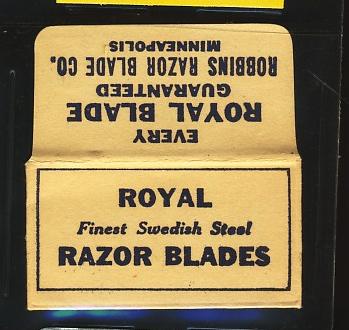 EVERY
ROYAL BLADE
GUARANTEED
ROBBINS RAZOR BLADE CO.
MINNEAPOLIS
ROYAL
Finest Swedish Steel
RAZOR BLADES